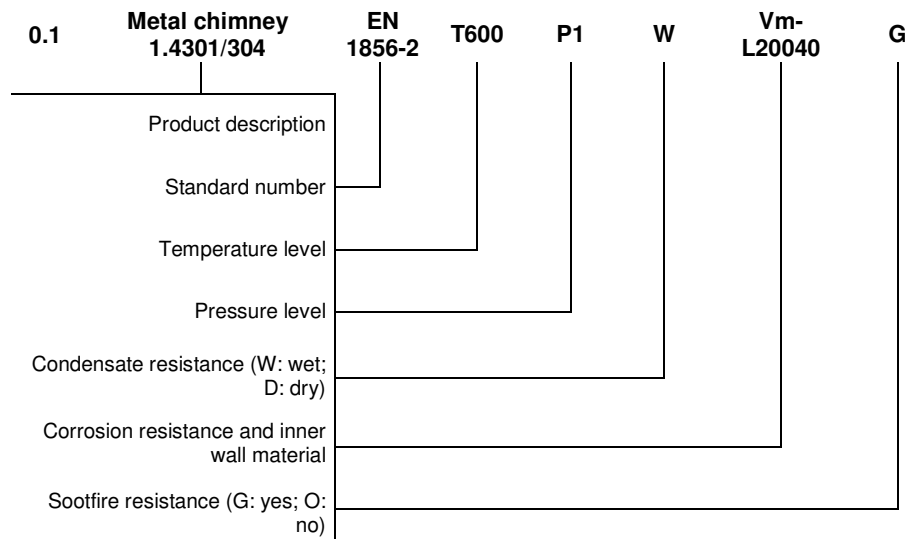 0.1 Metal chimney 1.4301/304 EN 1856-2 T600 P1 W Vm-L20040 G
Product description
Standard number
Temperature level
Pressure level
Condensate resistance (W: wet;
D: dry)
Corrosion resistance and inner
wall material
Sootfire resistance (G: yes; O:
no)